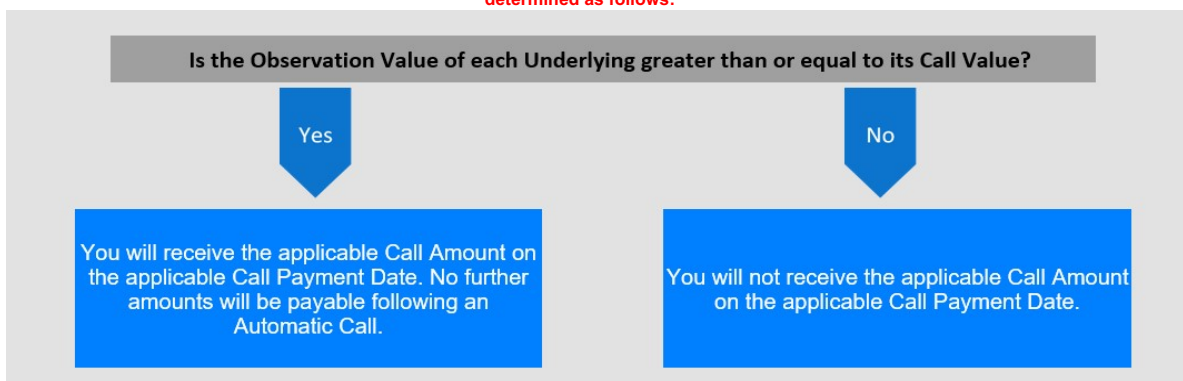 determined as follows:
Is the Observation Value of each Underlying greater than or equal to its Call Value?
Yes
No
You will receive the applicable Call Amount on
the applicable Call Payment Date. No further
amounts will be payable following an
Automatic Call.
You will not receive the applicable Call Amount
on the applicable Call Payment Date.